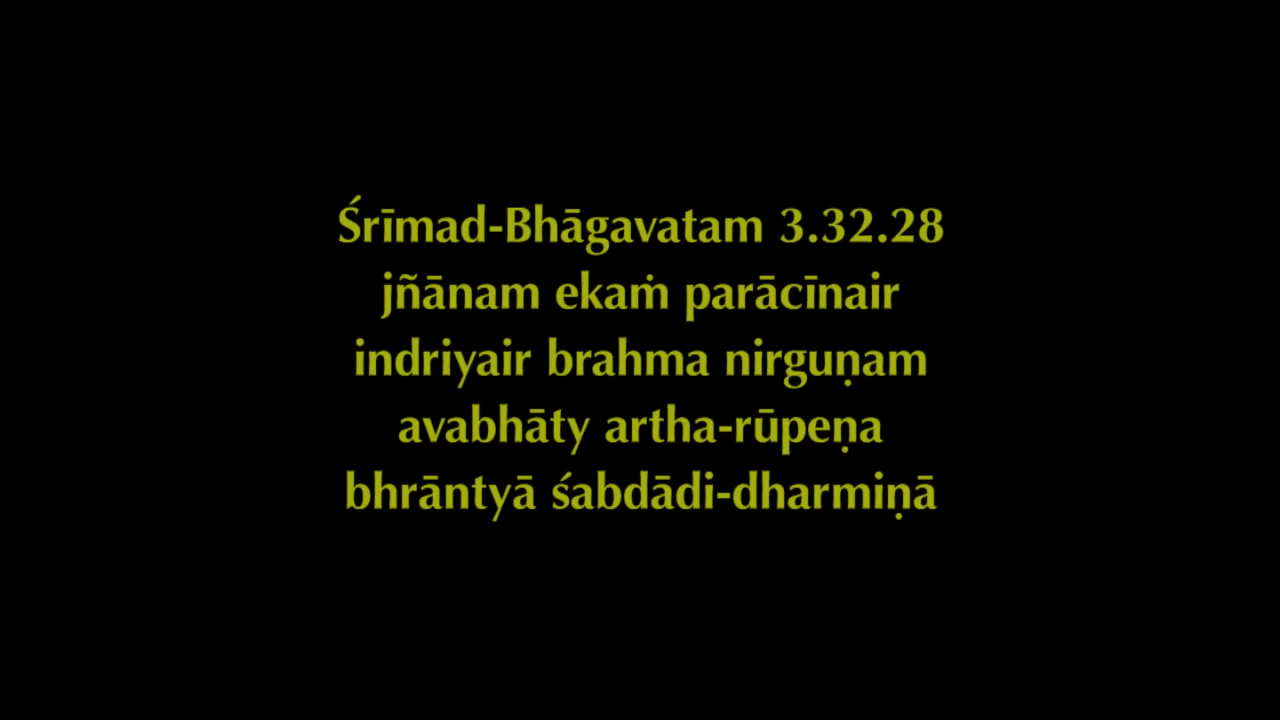 Śrīmad-Bhāgavatam 3.32.28
jñānam ekaṁ parācīnair
indriyair brahma nirguṇam
avabhāty artha-rūpeṇa
bhrāntyā śabdādi-dharmiṇā